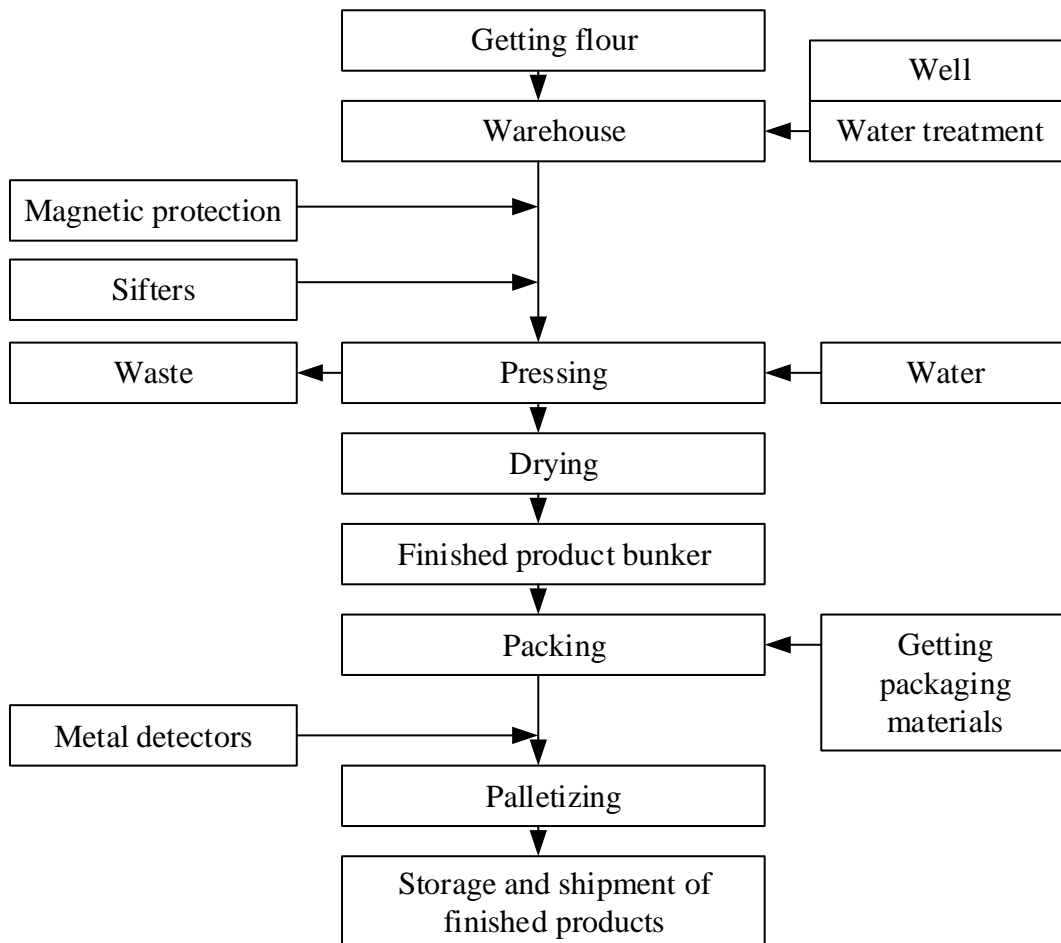 Getting flour
Well
Warehouse
Water treatment
Magnetic protection
Sifters
Waste
Pressing
Water
Drying
Finished product bunker
Packing
Getting
packaging
materials
Metal detectors
Palletizing
Storage and shipment of
finished products